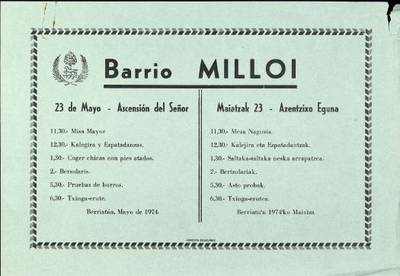 Barrio MILLOI
23 de Mayo - Ascensión del Señor
11,30.- Misa Mayor
12,30.- Kalegira y Espatadanzas.
1,30.- Coger chicas con pies atados.
2.- Bersolaris.
5,30.- Pruebas de burros.
6,30.- Txinga-erute.
Berriatúa, Mayo de 1974
Maiatzak 23 - Azentzixo Eguna
11,30.- Meza Nagusia.
12,30.- Kalejira eta Espatadantzak.
1,30.- Saltaka-saltaka neska arrapatzea.
2.- Bertzolariak.
5,30.- Asto probak.
6,30.- Txinga-erutea.
Berriatu'n 1974'ko Maietza